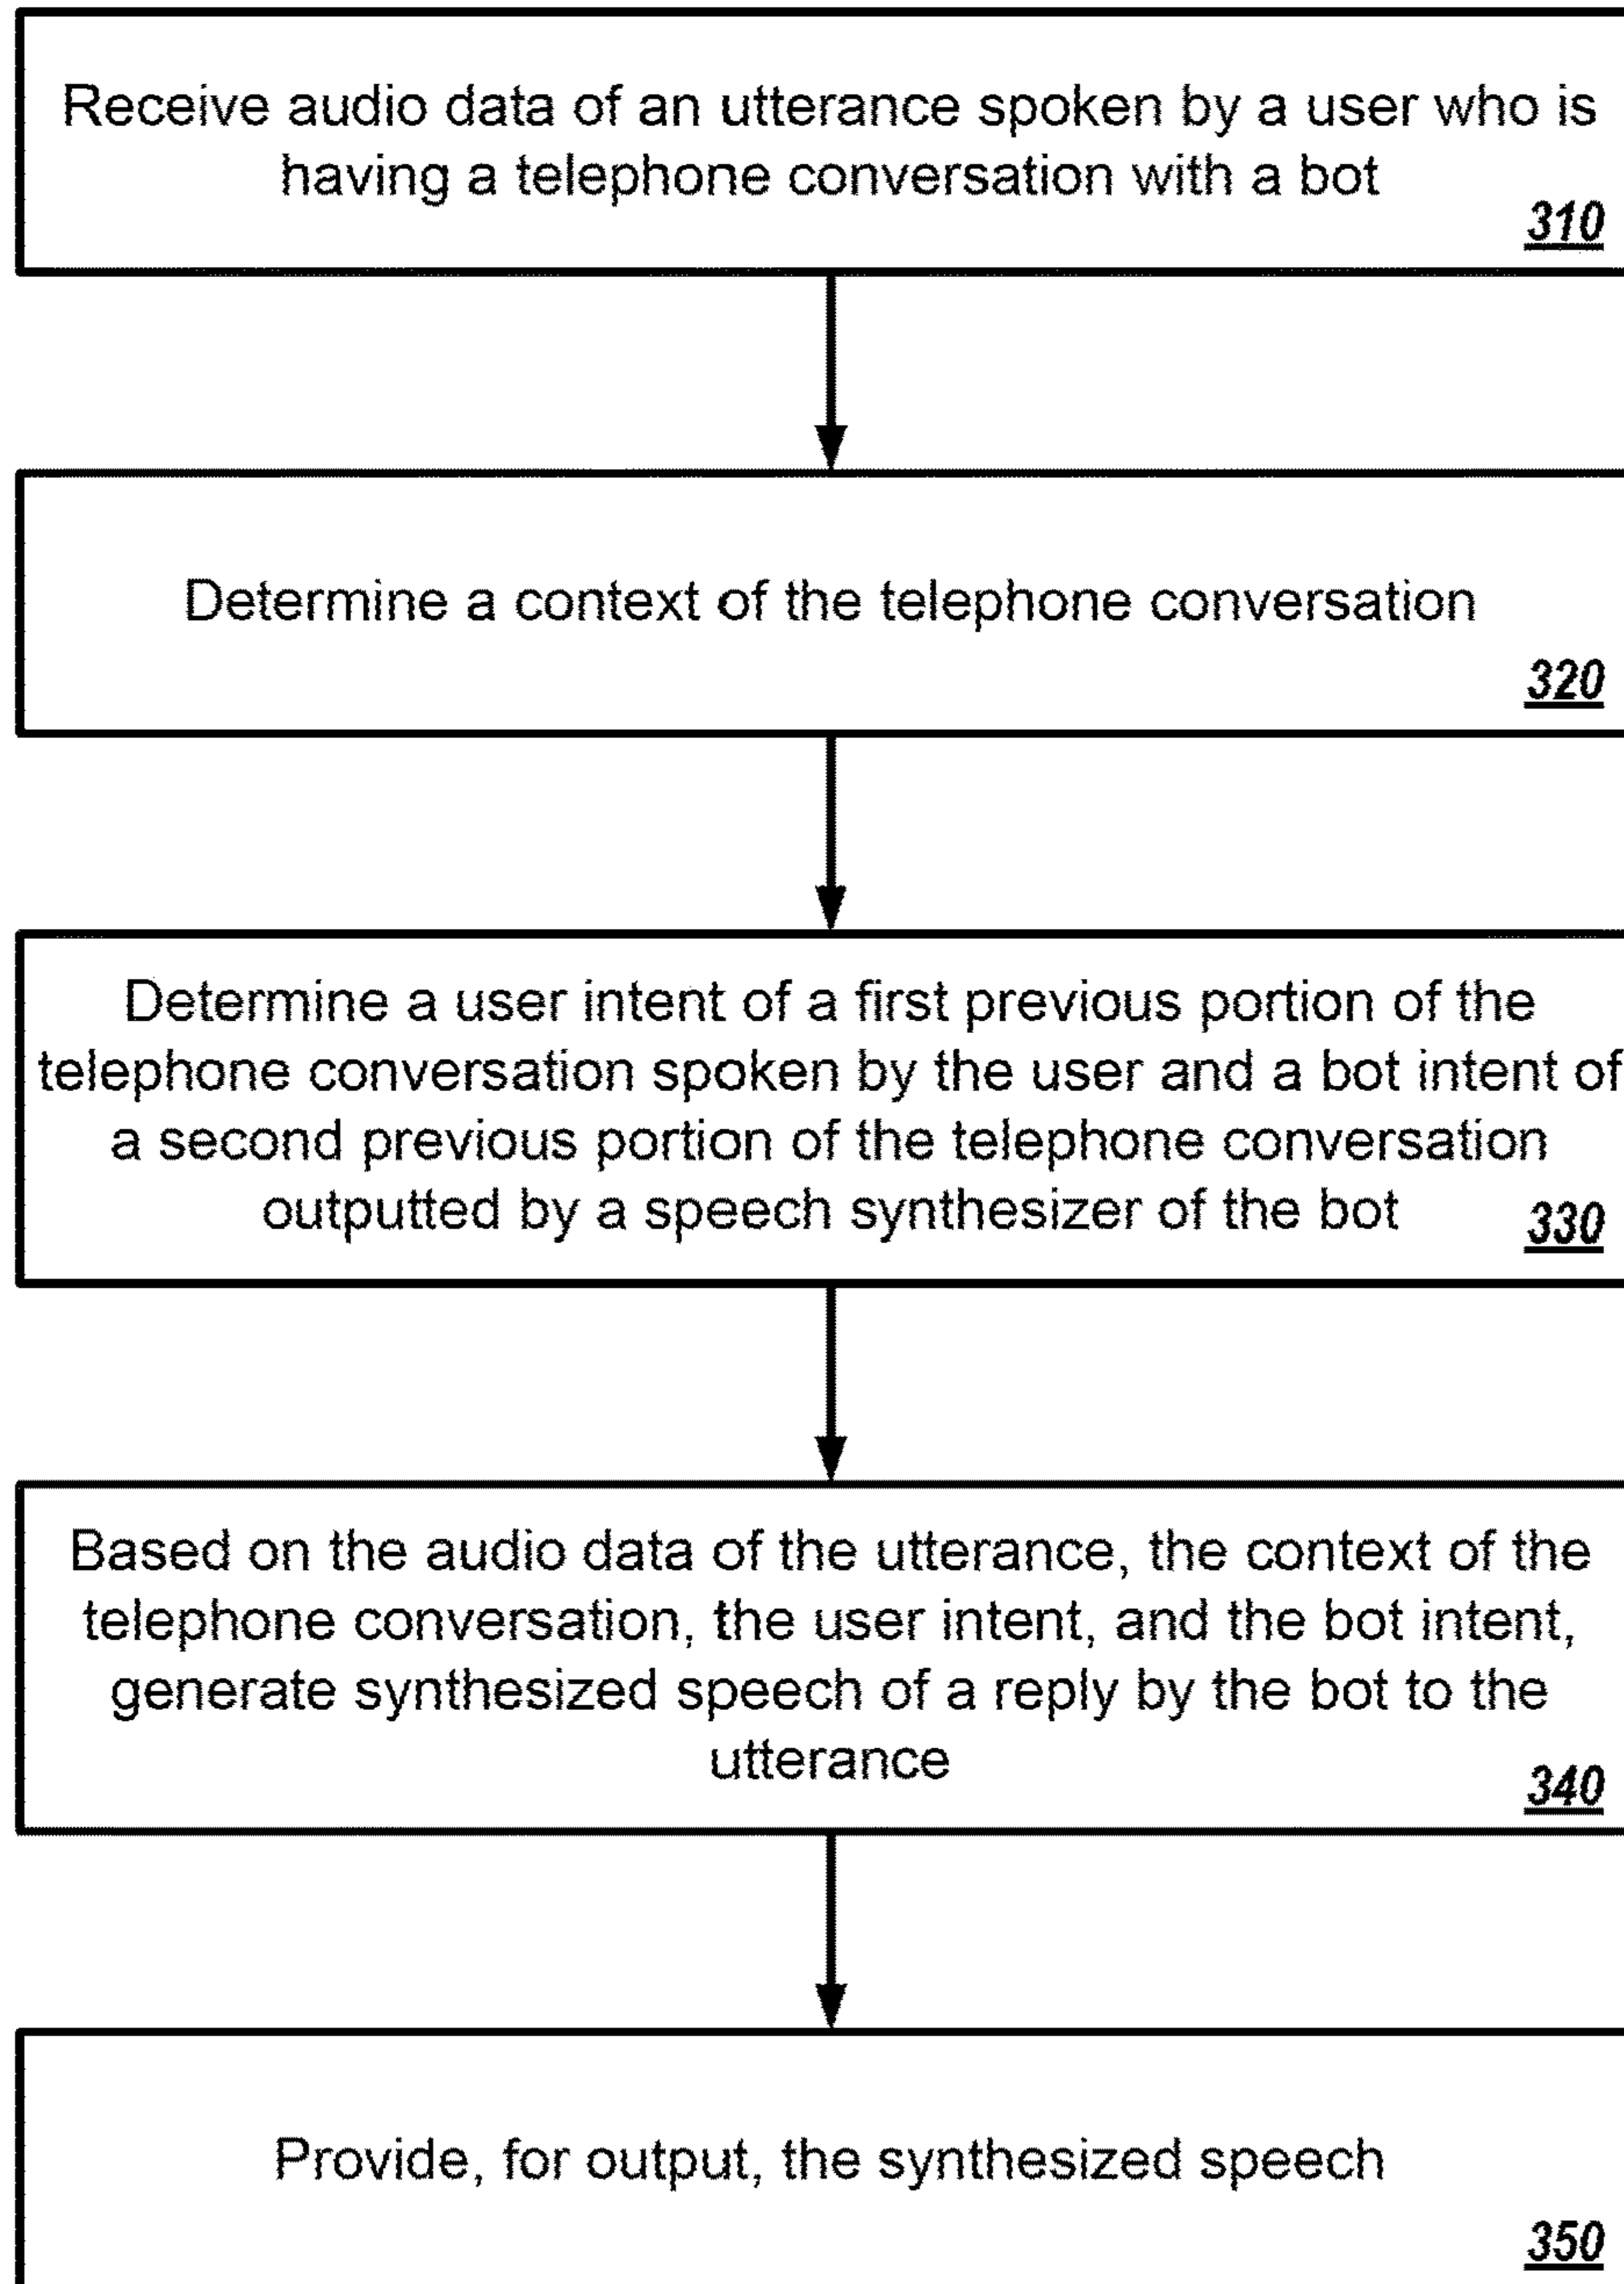 Receive audio data of an utterance spoken by a user who is
having a telephone conversation with a bot
310
Determine a context of the telephone conversation
320
Determine a user intent of a first previous portion of the
telephone conversation spoken by the user and a bot intent of
a second previous portion of the telephone conversation
outputted by a speech synthesizer of the bot
330
Based on the audio data of the utterance, the context of the
telephone conversation, the user intent, and the bot intent,
generate synthesized speech of a reply by the bot to the
utterance
340
Provide, for output, the synthesized speech
350